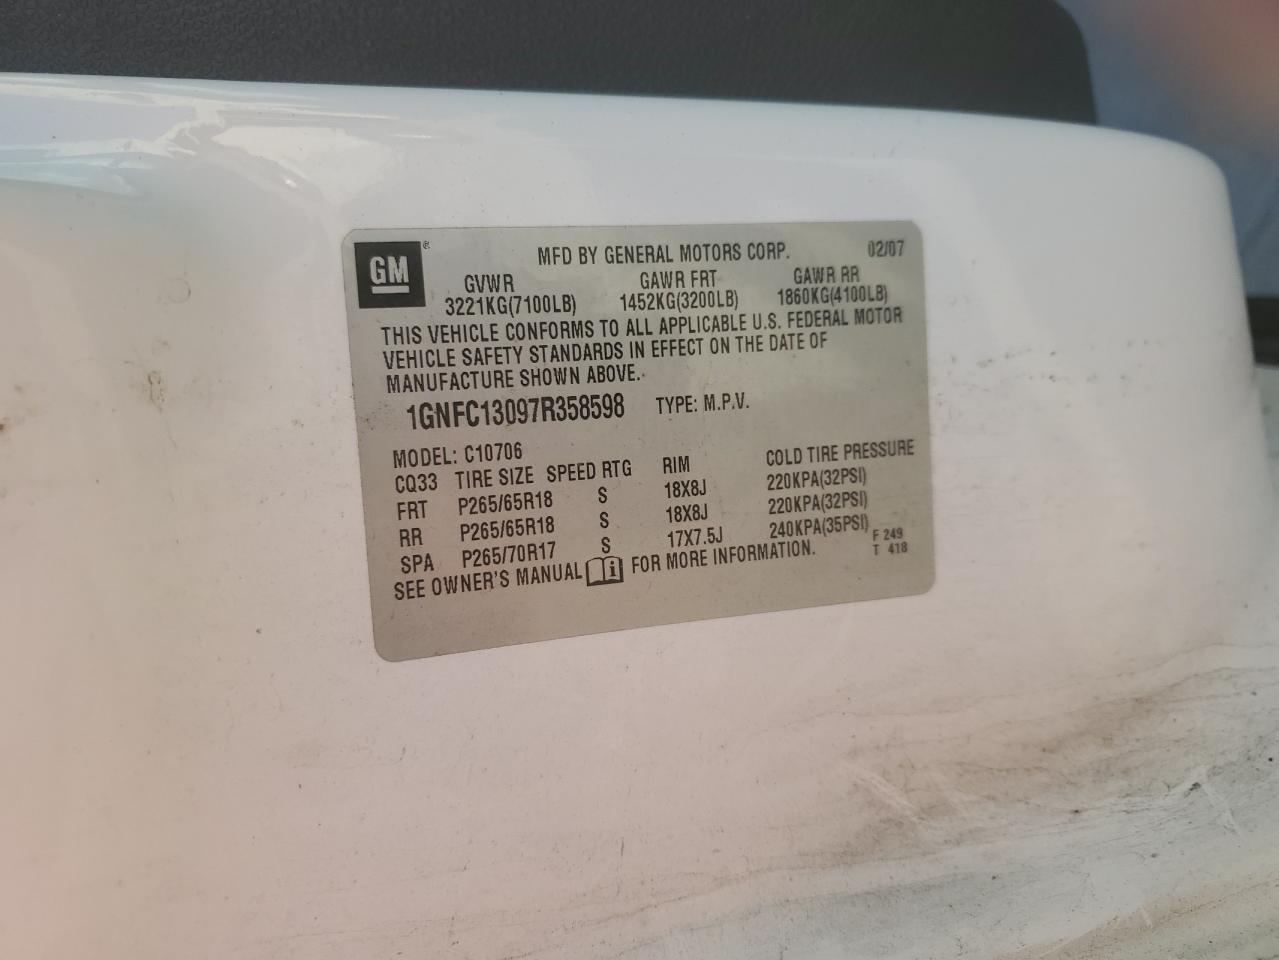 GM ® MFD BY GENERAL MOTORS CORP. 02/07
GVWR GAWR FRT GAWR RR
3221KG(7100LB) 1452KG(3200LB) 1860KG(4100LB)
THIS VEHICLE CONFORMS TO ALL APPLICABLE U.S. FEDERAL MOTOR
VEHICLE SAFETY STANDARDS IN EFFECT ON THE DATE OF
MANUFACTURE SHOWN ABOVE.
1GNFC13097R358598 TYPE: M.P.V.
MODEL: C10706
CQ33 TIRE SIZE SPEED RTG RIM COLD TIRE PRESSURE
FRT P265/65R18 S 18X8J 220KPA(32PSI)
RR P265/65R18 S 18X8J 220KPA(32PSI)
SPA P265/70R17 S 17X7.5J 240KPA(35PSI)
SEE OWNER'S MANUAL i FOR MORE INFORMATION.
F 249
T 418